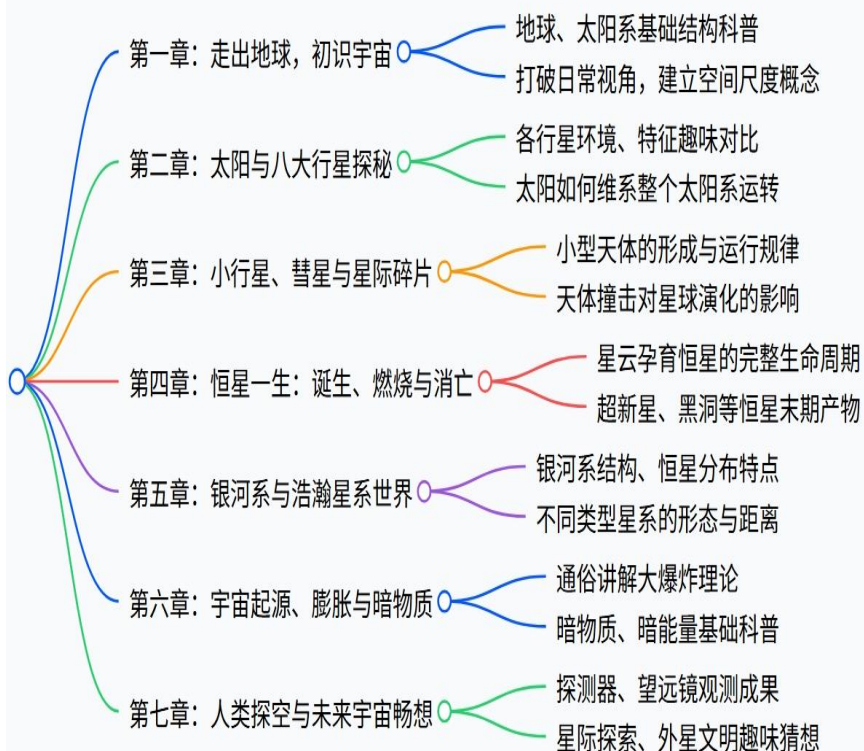 第一章：走出地球，初识宇宙
地球、太阳系基础结构科普
打破日常视角，建立空间尺度概念
第二章：太阳与八大行星探秘
各行星环境、特征趣味对比
太阳如何维系整个太阳系运转
第三章：小行星、彗星与星际碎片
小型天体的形成与运行规律
天体撞击对星球演化的影响
第四章：恒星一生：诞生、燃烧与消亡
星云孕育恒星的完整生命周期
超新星、黑洞等恒星末期产物
第五章：银河系与浩瀚星系世界
银河系结构、恒星分布特点
不同类型星系的形态与距离
第六章：宇宙起源、膨胀与暗物质
通俗讲解大爆炸理论
暗物质、暗能量基础科普
第七章：人类探空与未来宇宙畅想
探测器、望远镜观测成果
星际探索、外星文明趣味猜想